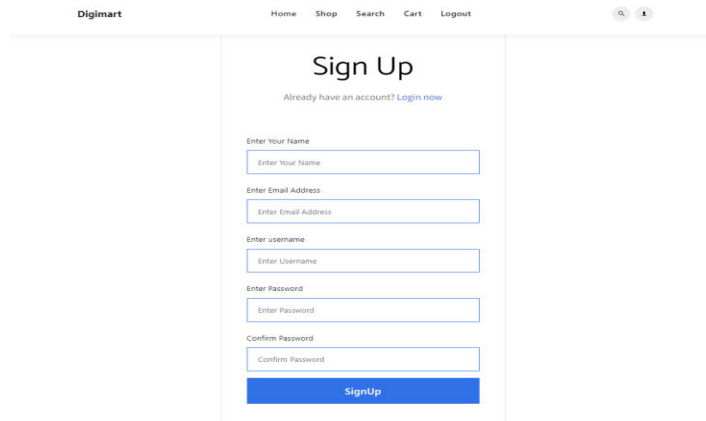 Digimart Home Shop Search Cart Logout
Sign Up
Already have an account? Login now
Enter Your Name
Enter Your Name
Enter Email Address
Enter Email Address
Enter username
Enter Username
Enter Password
Enter Password
Confirm Password
Confirm Password
SignUp